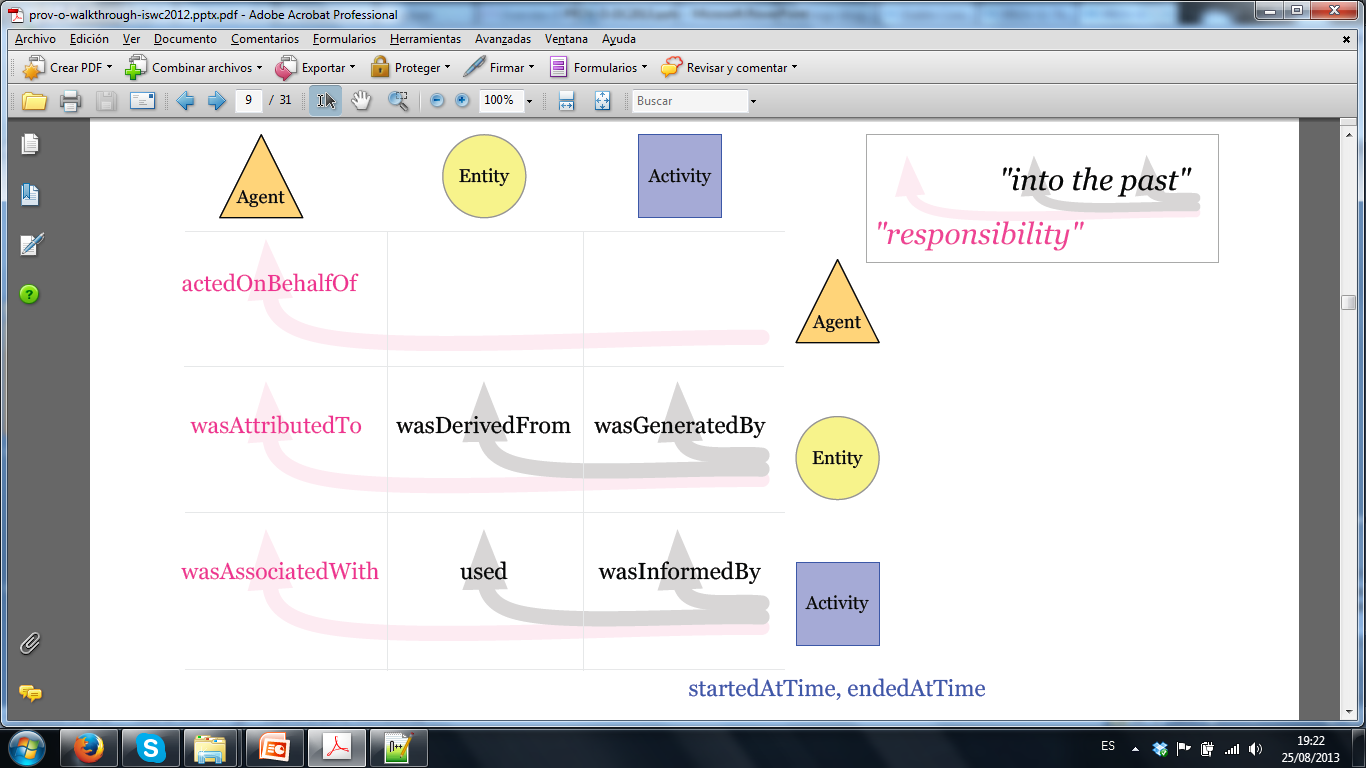 prov-o-walkthrough-iswc2012.pptx.pdf - Adobe Acrobat Professional
Archivo Edición Ver Documento Comentarios Formularios Herramientas Avanzadas Ventana Ayuda
Crear PDF Combinar archivos Exportar Proteger Firmar Formularios Revisar y comentar
9 / 31 100% Buscar
Agent Entity Activity
"into the past"
"responsibility"
actedOnBehalfOf
Agent
wasAttributedTo wasDerivedFrom wasGeneratedBy
Entity
wasAssociatedWith used wasInformedBy
Activity
startedAtTime, endedAtTime
ES
19:22
25/08/2013